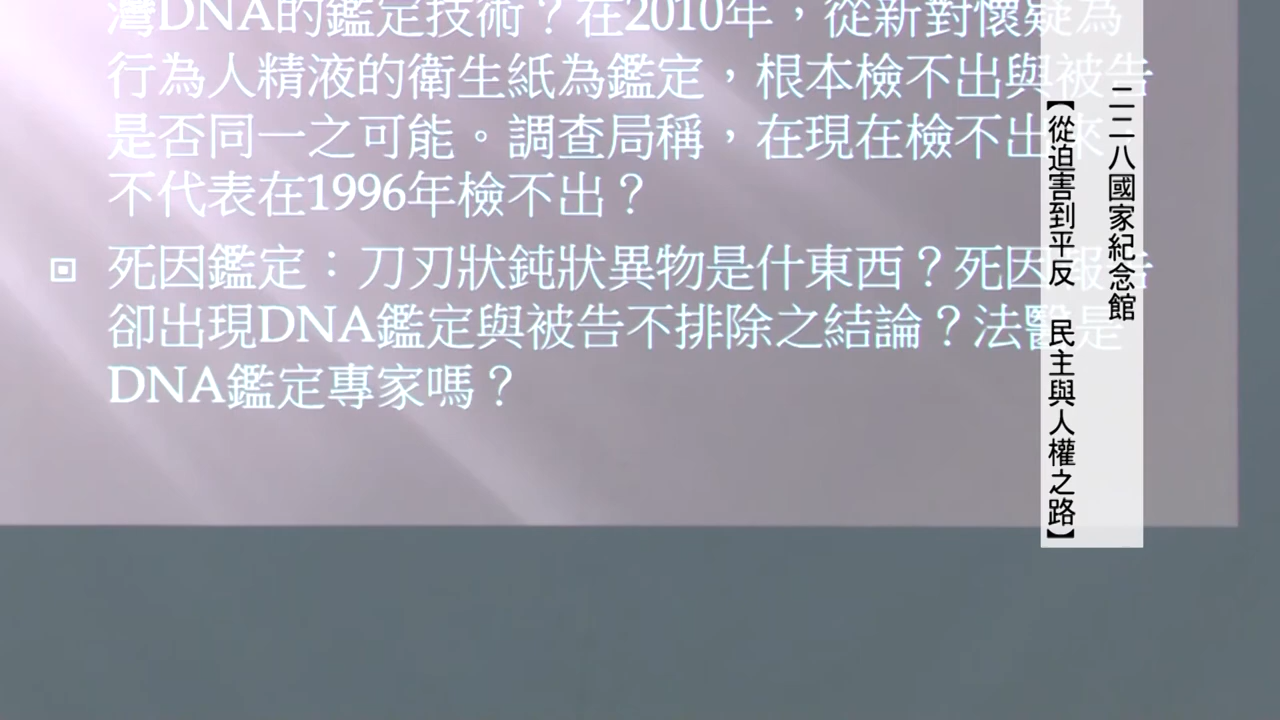 灣DNA的鑑定技術？在2010年，從新對懷疑為
行為人精液的衛生紙為鑑定，根本檢不出與被告
是否同一之可能。調查局稱，在現在檢不出來，
不代表在1996年檢不出？
死因鑑定：刀刃狀鈍狀異物是什東西？死因報告
卻出現DNA鑑定與被告不排除之結論？法醫是
DNA鑑定專家嗎？
二二八國家紀念館
【從迫害到平反 民主與人權之路】